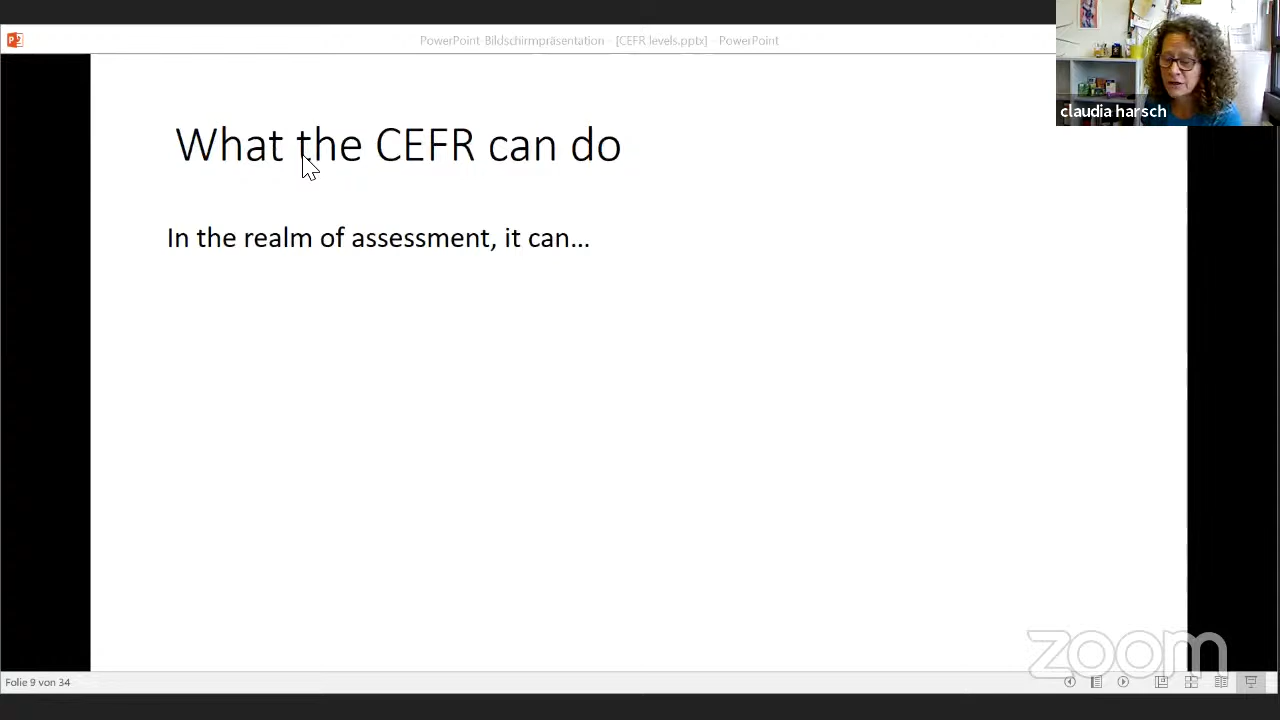 PowerPoint Bildschirmpräsentation - [CEFR levels.pptx] - PowerPoint
claudia harsch
What the CEFR can do
In the realm of assessment, it can...
zoom
Folie 9 von 34